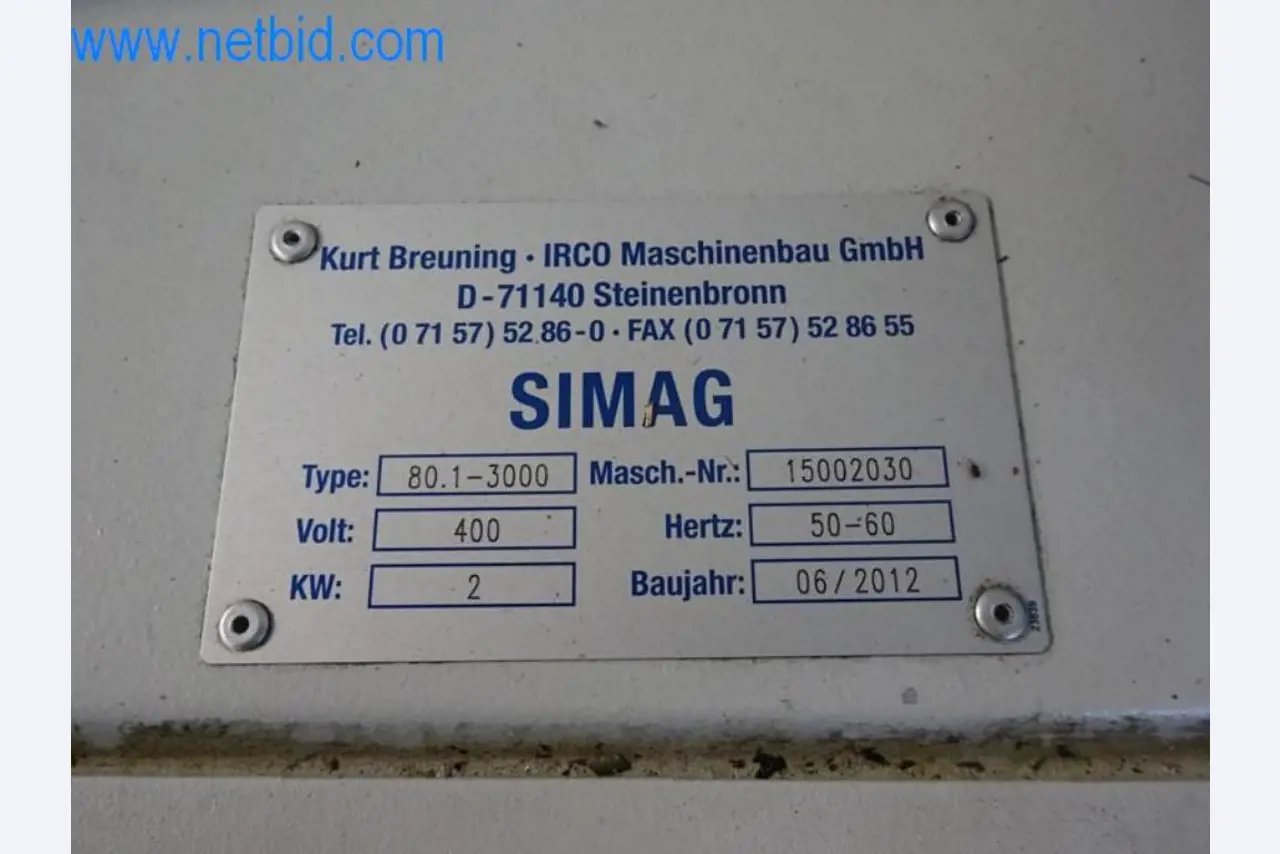 www.netbid.com
Kurt Breuning · IRCO Maschinenbau GmbH
D-71140 Steinenbronn
Tel. (0 71 57) 52 86-0 · FAX (0 71 57) 52 86 55
SIMAG
Type: 80.1-3000 Masch.-Nr.: 15002030
Volt: 400 Hertz: 50-60
KW: 2 Baujahr: 06/2012